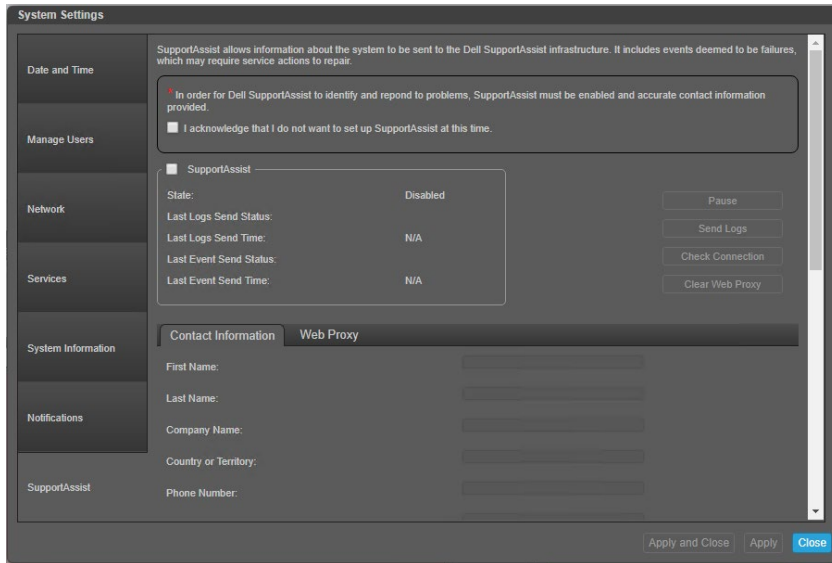 System Settings
Date and Time
Manage Users
Network
Services
System Information
Notifications
SupportAssist
SupportAssist allows information about the system to be sent to the Dell SupportAssist infrastructure. It includes events deemed to be failures,
which may require service actions to repair.
* In order for Dell SupportAssist to identify and repond to problems, SupportAssist must be enabled and accurate contact information
provided.
I acknowledge that I do not want to set up SupportAssist at this time.
SupportAssist
State: Disabled
Last Logs Send Status:
Last Logs Send Time: N/A
Last Event Send Status:
Last Event Send Time: N/A
Pause
Send Logs
Check Connection
Clear Web Proxy
Contact Information Web Proxy
First Name:
Last Name:
Company Name:
Country or Territory:
Phone Number:
Apply and Close Apply Close